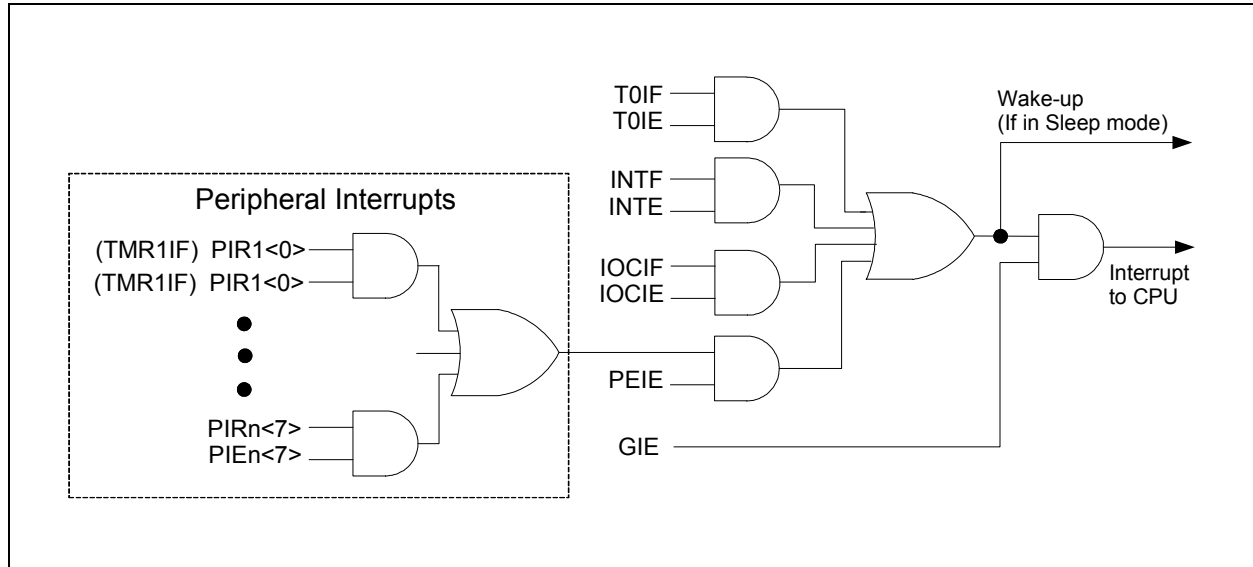 Peripheral Interrupts
(TMR1IF) PIR1<0>
(TMR1IF) PIR1<0>
PIRn<7>
PIEn<7>
T0IF
T0IE
INTF
INTE
IOCIF
IOCIE
PEIE
GIE
Wake-up
(If in Sleep mode)
Interrupt
to CPU